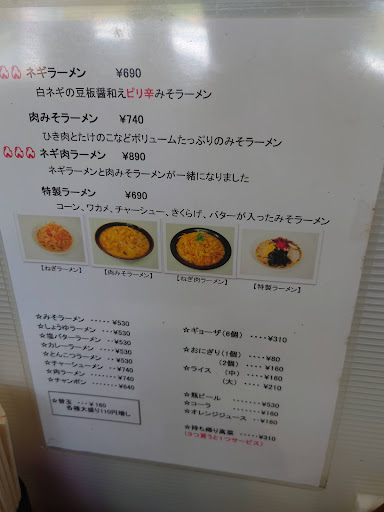 ネギラーメン ¥690
白ネギの豆板醤和えピリ辛みそラーメン
肉みそラーメン ¥740
ひき肉とたけのこなどボリュームたっぷりのみそラーメン
ネギ肉ラーメン ¥890
ネギラーメンと肉みそラーメンが一緒になりました
特製ラーメン ¥690
コーン、ワカメ、チャーシュー、きくらげ、バターが入ったみそラーメン
【ねぎラーメン】 【肉みそラーメン】 【ねぎ肉ラーメン】 【特製ラーメン】
☆みそラーメン ・・・・・¥530
☆しょうゆラーメン ・・・・¥530
☆塩バターラーメン ・・・・¥530
☆カレーラーメン ・・・・¥530
☆とんこつラーメン ・・・・¥530
☆チャーシューメン ・・・・¥740
☆肉ラーメン ・・・・¥740
☆チャンポン ・・・・¥640
☆替玉 ・・・・¥160
各種大盛り110円増し
☆ギョーザ(6個) ・・・・・¥310
☆おにぎり(1個) ・・・・¥80
(2個) ・・・・¥160
☆ライス (中) ・・・・¥160
(大) ・・・・¥210
☆瓶ビール ・・・・・¥530
☆コーラ ・・・・・¥160
☆オレンジジュース ・・・・¥160
☆持ち帰り高菜 ・・・・・¥310
(5つ買うと1つサービス)